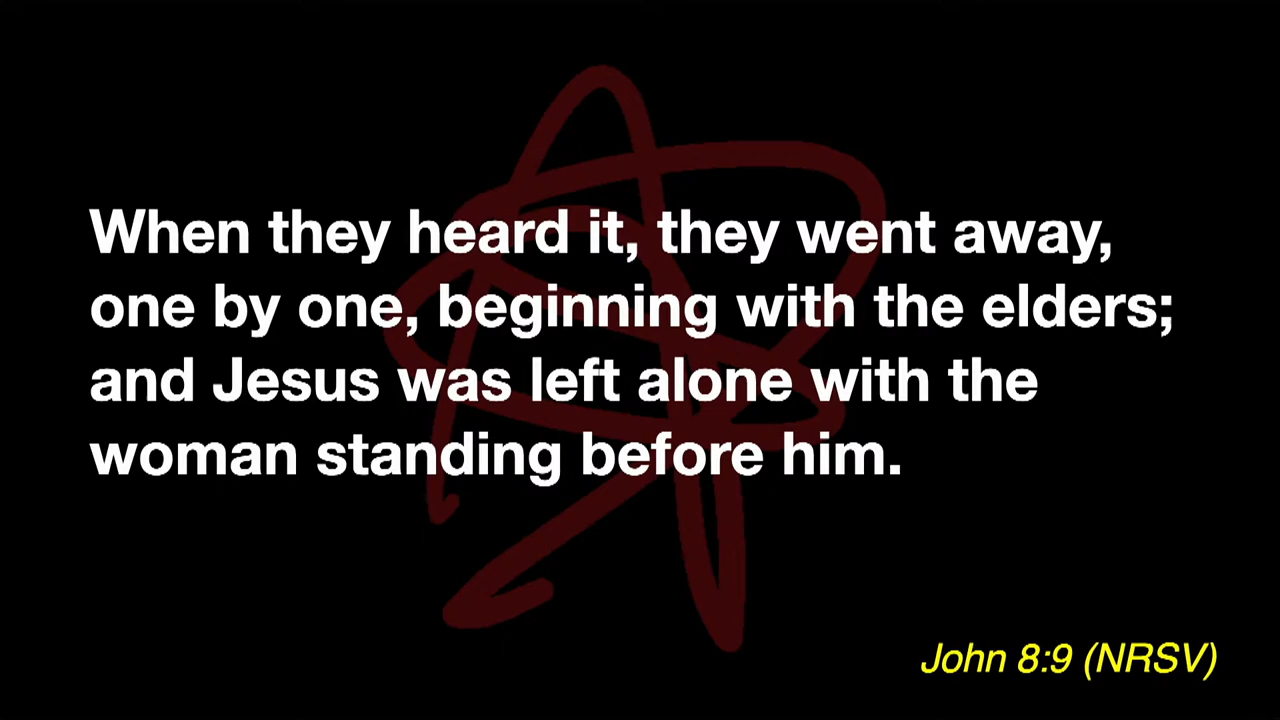 When they heard it, they went away,
one by one, beginning with the elders;
and Jesus was left alone with the
woman standing before him.
John 8:9 (NRSV)